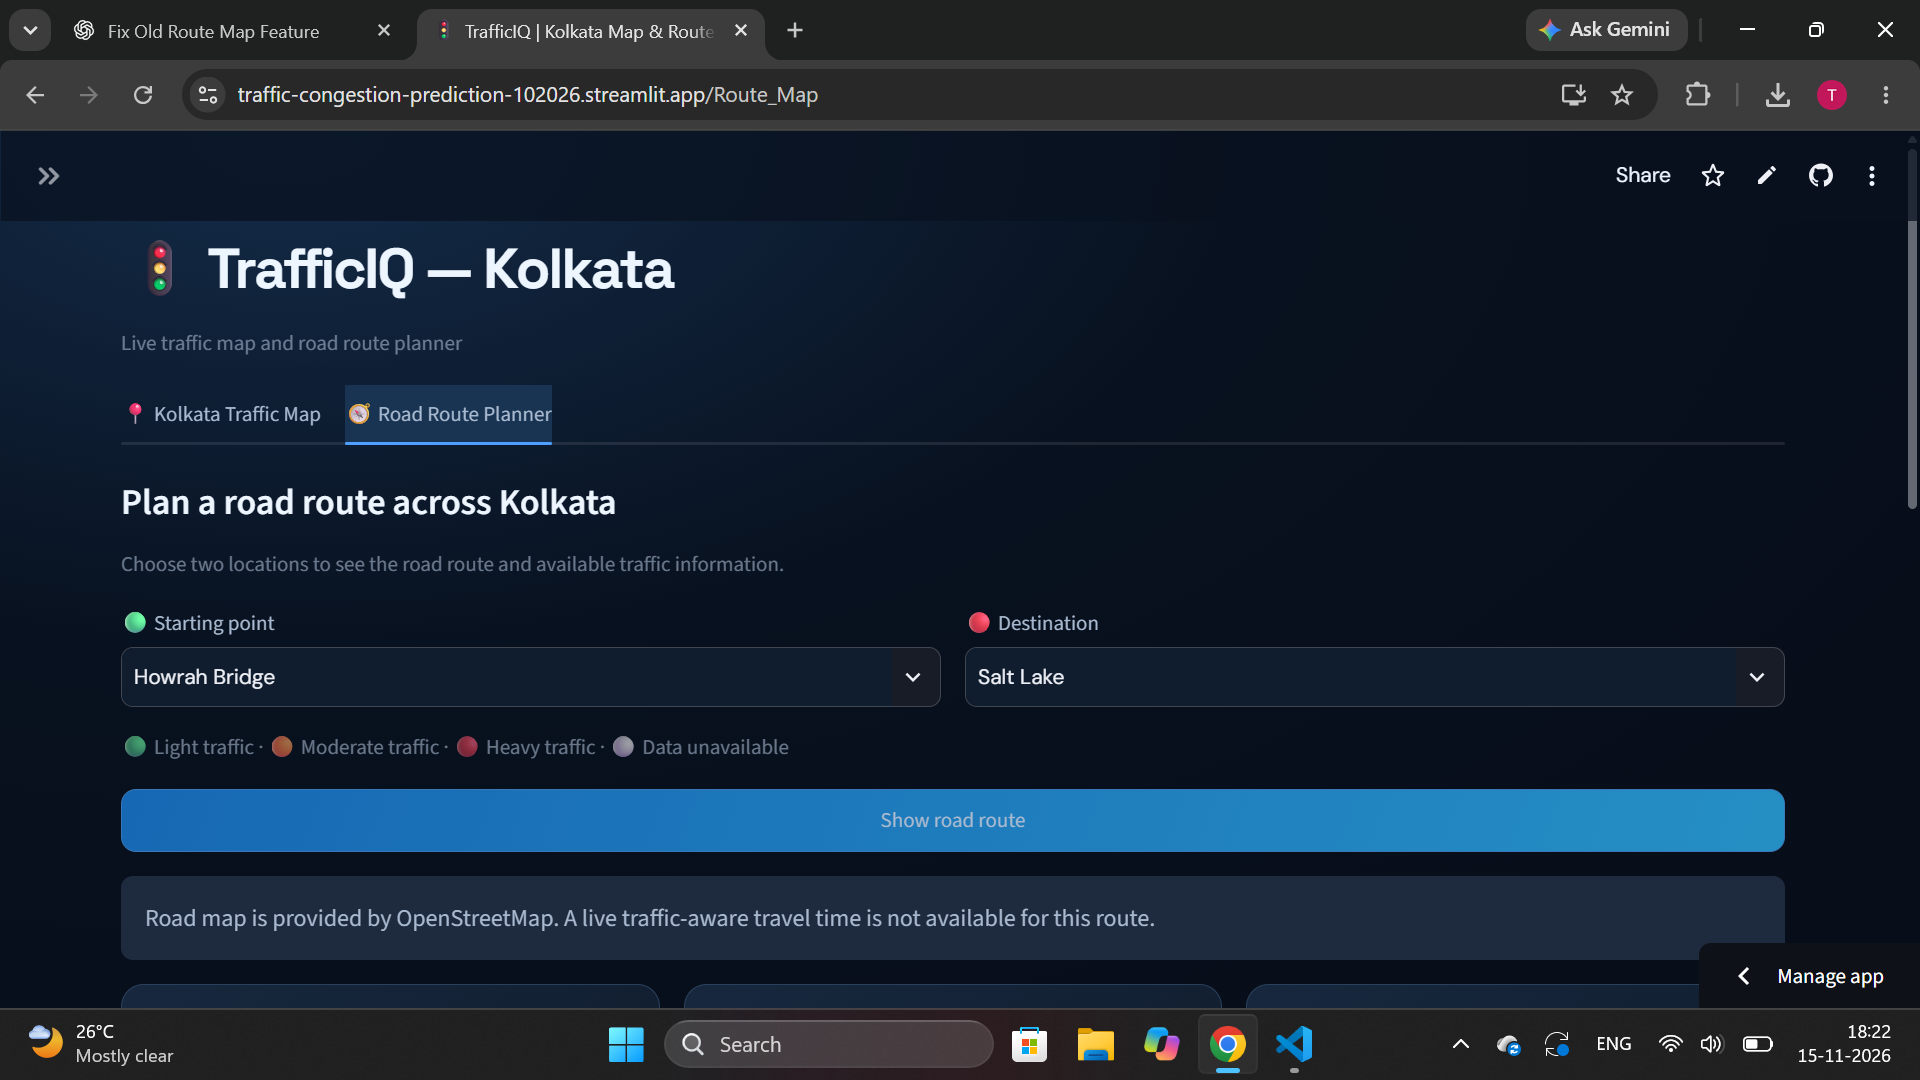 Fix Old Route Map Feature
TrafficIQ | Kolkata Map & Route
Ask Gemini
traffic-congestion-prediction-102026.streamlit.app/Route_Map
T
Share
TrafficIQ — Kolkata
Live traffic map and road route planner
Kolkata Traffic Map
Road Route Planner
Plan a road route across Kolkata
Choose two locations to see the road route and available traffic information.
Starting point
Destination
Howrah Bridge
Salt Lake
Light traffic · Moderate traffic · Heavy traffic · Data unavailable
Show road route
Road map is provided by OpenStreetMap. A live traffic-aware travel time is not available for this route.
Manage app
26°C
Mostly clear
Search
ENG
18:22
15-11-2026